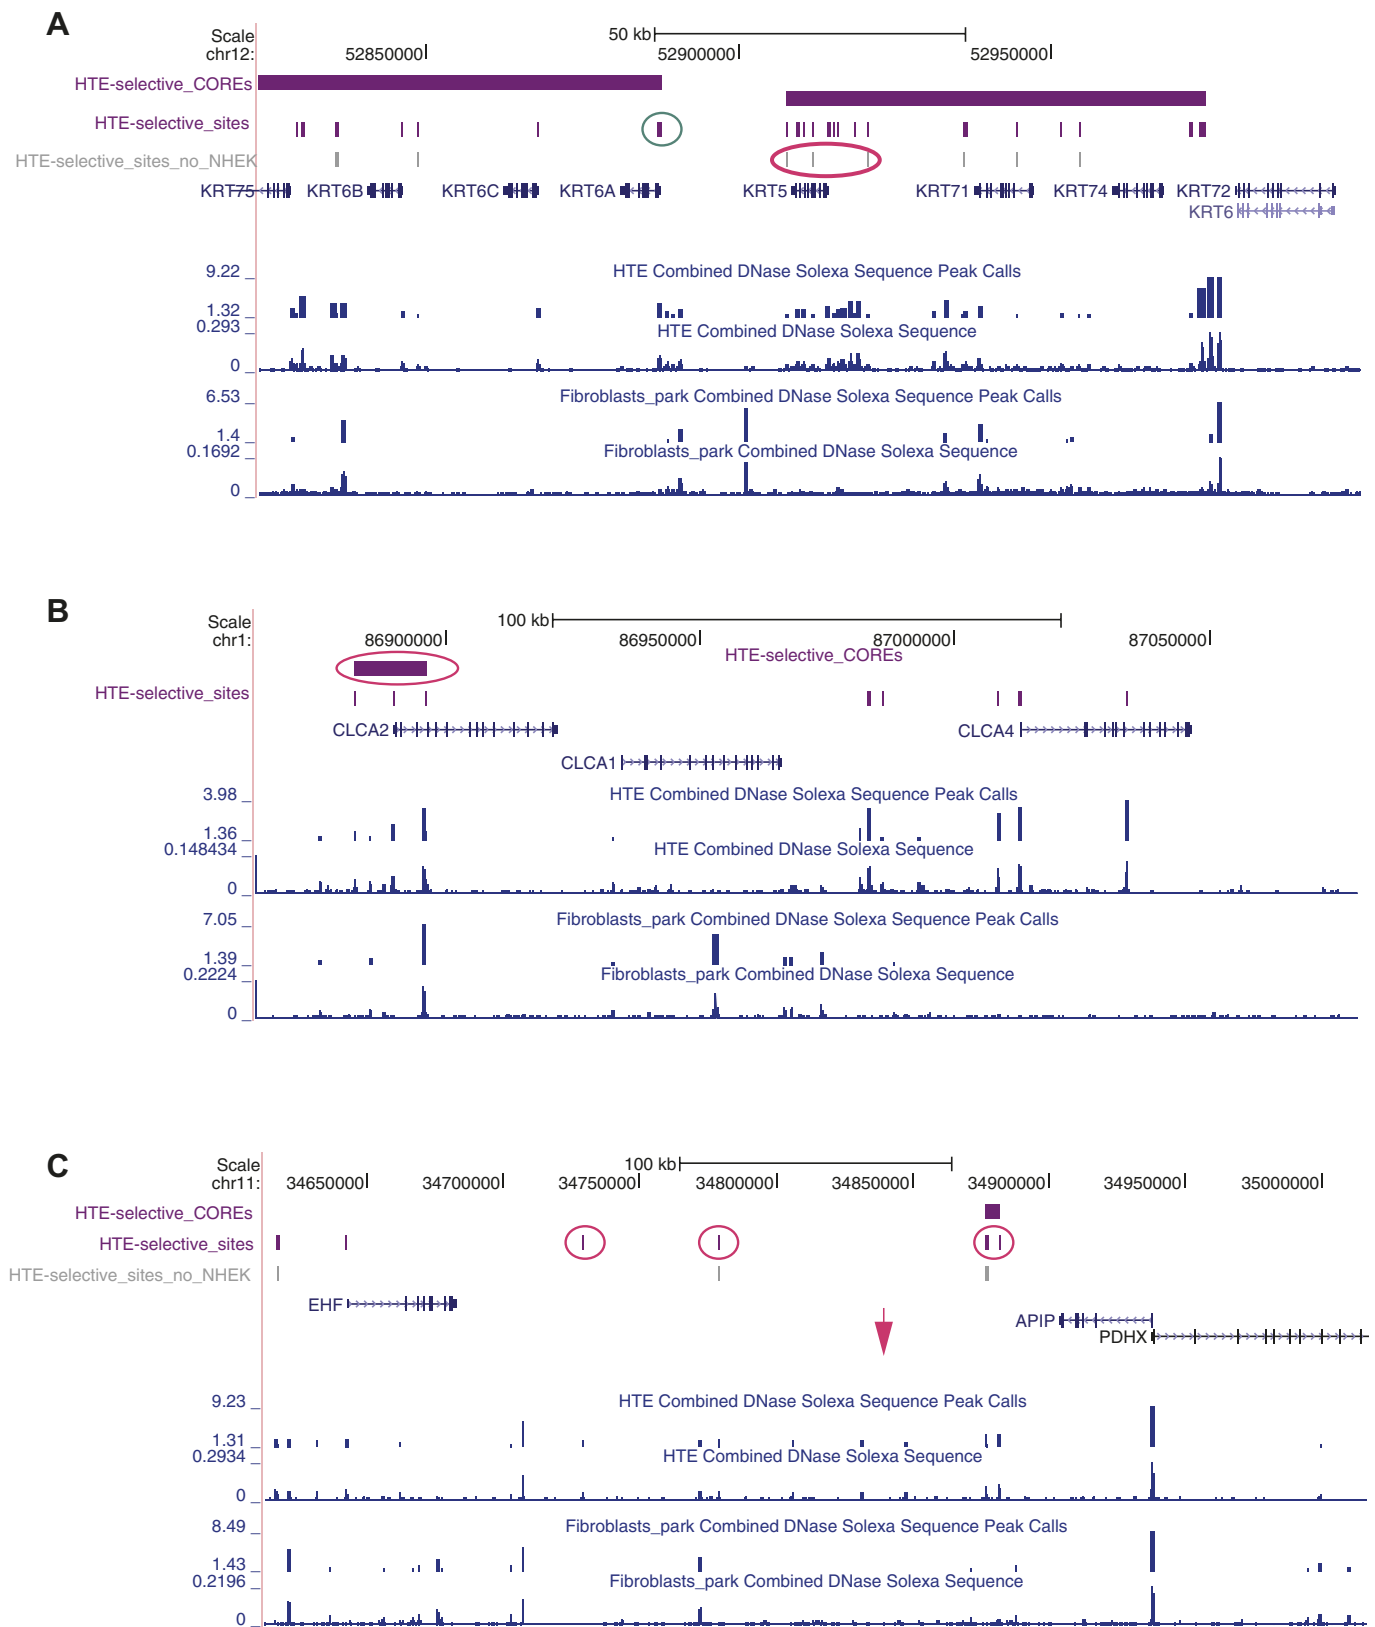 A
Scale 50 kb
chr12: 52850000 52900000 52950000
HTE-selective_COREs
HTE-selective_sites
HTE-selective_sites_no_NHEK
KRT75 KRT6B KRT6C KRT6A KRT5 KRT71 KRT74 KRT72
KRT6
9.22 HTE Combined DNase Solexa Sequence Peak Calls
1.32
0.293 HTE Combined DNase Solexa Sequence
0
6.53 Fibroblasts_park Combined DNase Solexa Sequence Peak Calls
1.4
0.1692 Fibroblasts_park Combined DNase Solexa Sequence
0
B
Scale 100 kb
chr1: 86900000 86950000 87000000 87050000
HTE-selective_COREs
HTE-selective_sites
CLCA2 CLCA4
CLCA1
3.98 HTE Combined DNase Solexa Sequence Peak Calls
1.36
0.148434 HTE Combined DNase Solexa Sequence
0
7.05 Fibroblasts_park Combined DNase Solexa Sequence Peak Calls
1.39
0.2224 Fibroblasts_park Combined DNase Solexa Sequence
0
C
Scale 100 kb
chr11: 34650000 34700000 34750000 34800000 34850000 34900000 34950000 35000000
HTE-selective_COREs
HTE-selective_sites
HTE-selective_sites_no_NHEK
EHF
APIP
PDHX
9.23 HTE Combined DNase Solexa Sequence Peak Calls
1.31
0.2934 HTE Combined DNase Solexa Sequence
0
8.49 Fibroblasts_park Combined DNase Solexa Sequence Peak Calls
1.43
0.2196 Fibroblasts_park Combined DNase Solexa Sequence
0